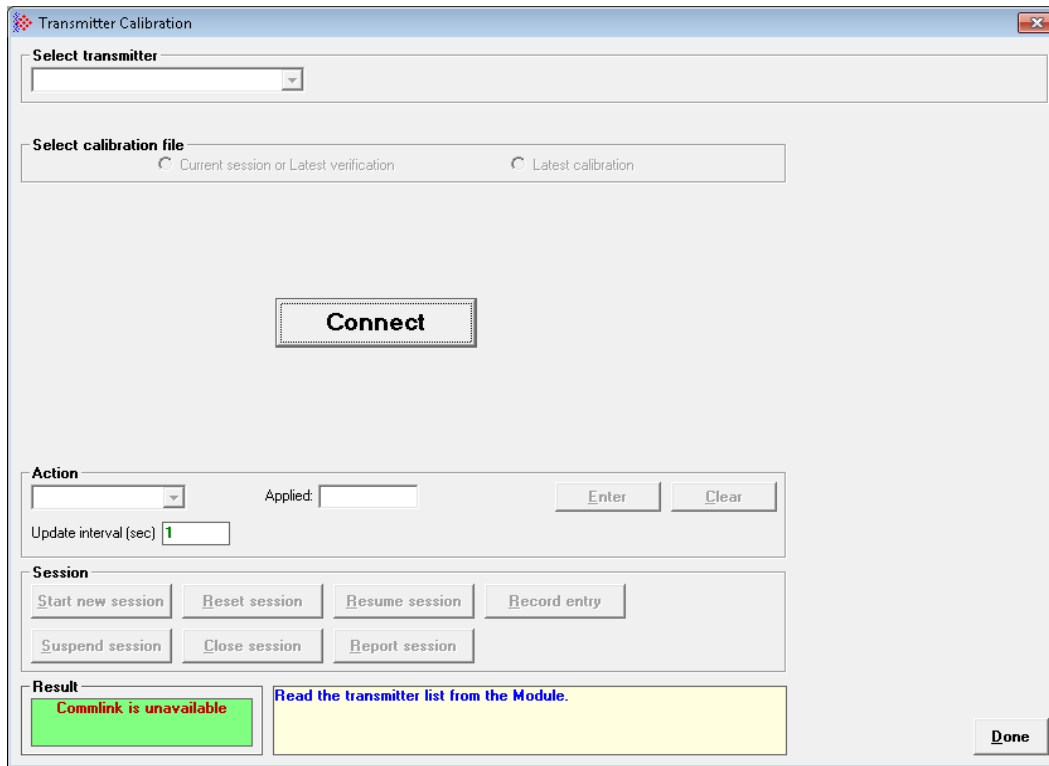 Transmitter Calibration
Select transmitter
Select calibration file
Current session or Latest verification Latest calibration
Connect
Action
Applied: Enter Clear
Update interval (sec) 1
Session
Start new session Reset session Resume session Record entry
Suspend session Close session Report session
Result
Commlink is unavailable
Read the transmitter list from the Module.
Done